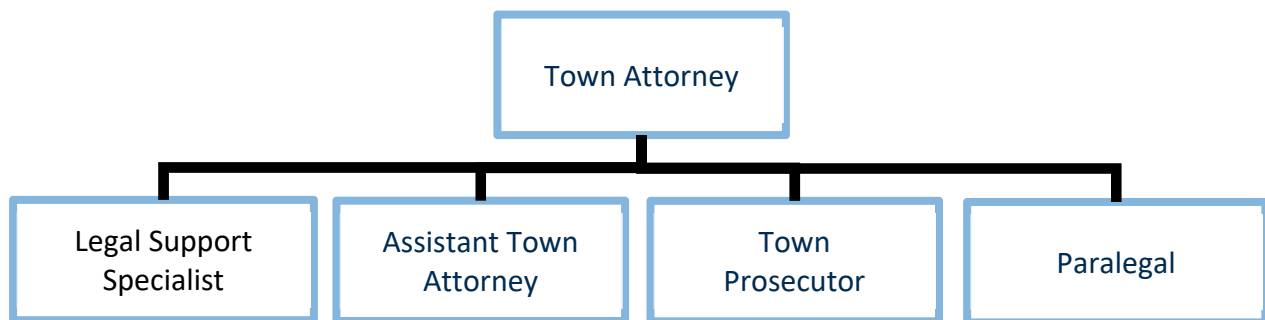 Town Attorney
Legal Support
Specialist
Assistant Town
Attorney
Town
Prosecutor
Paralegal